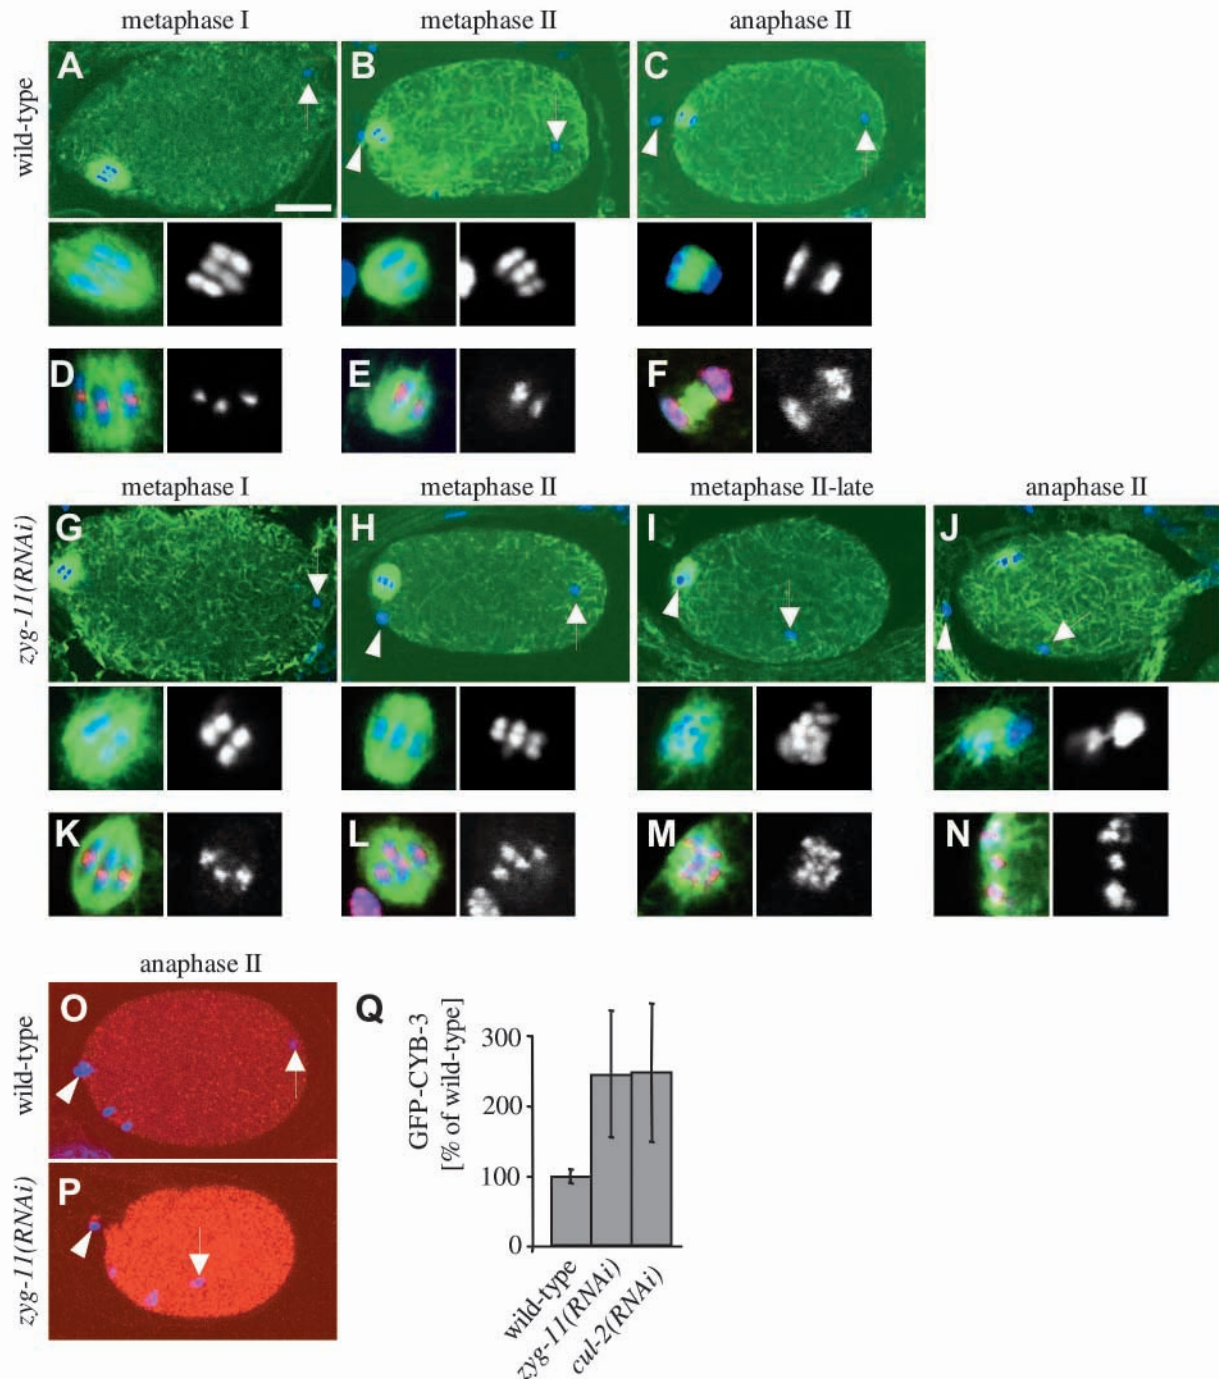 metaphase I metaphase II anaphase II
wild-type
A B C
D E F
metaphase I metaphase II metaphase II-late anaphase II
zyg-11(RNAi)
G H I J
K L M N
anaphase II
wild-type
O
zyg-11(RNAi)
P
Q
GFP-CYB-3
[% of wild-type]
300
200
100
0
wild-type
zyg-11(RNAi)
cul-2(RNAi)